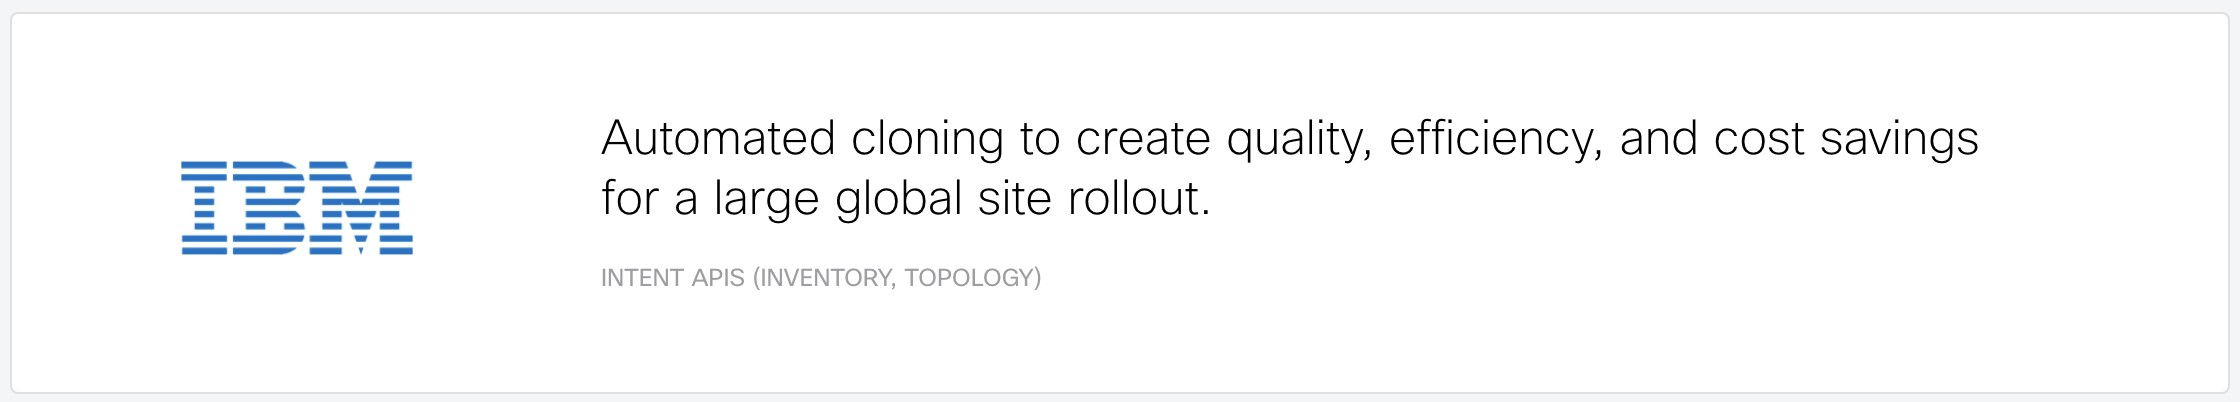 IBM
Automated cloning to create quality, efficiency, and cost savings
for a large global site rollout.
INTENT APIS (INVENTORY, TOPOLOGY)